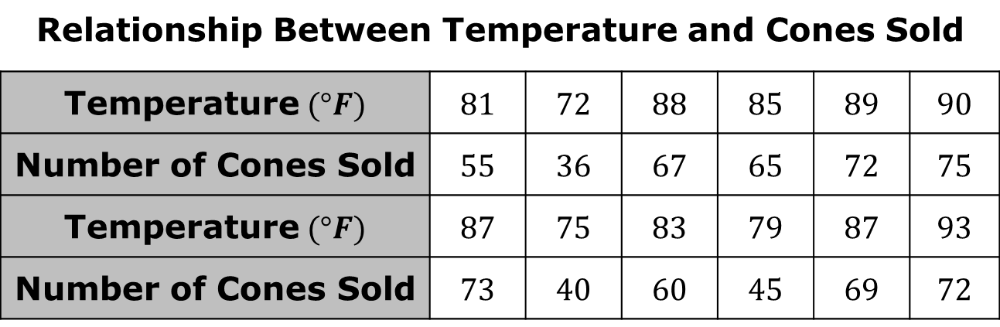 Relationship Between Temperature and Cones Sold
Temperature (°F) 81 72 88 85 89 90
Number of Cones Sold 55 36 67 65 72 75
Temperature (°F) 87 75 83 79 87 93
Number of Cones Sold 73 40 60 45 69 72